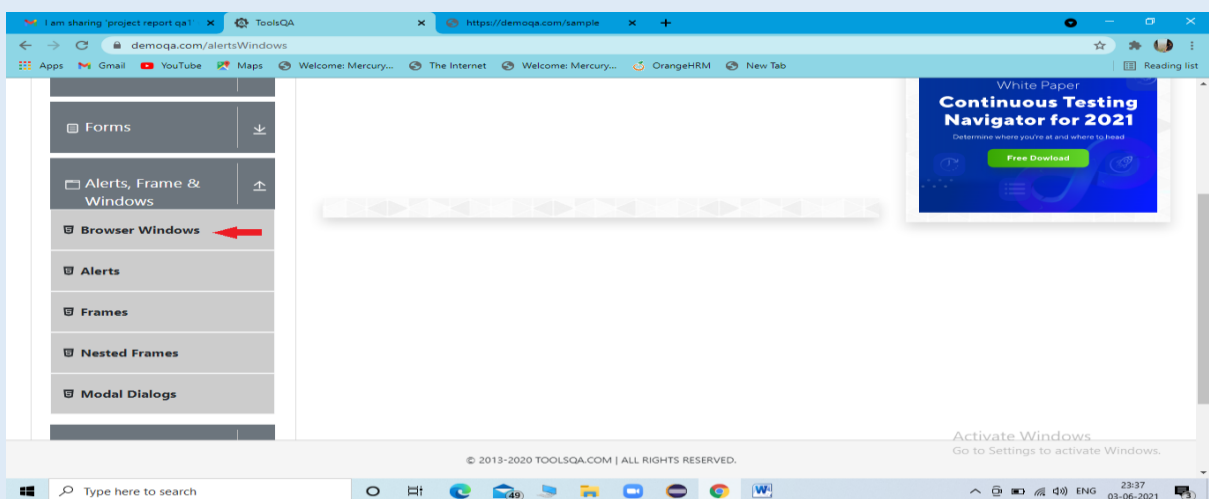 I am sharing 'project report qa1'
ToolsQA
https://demoqa.com/sample
demoqa.com/alertsWindows
Apps
Gmail
YouTube
Maps
Welcome: Mercury...
The Internet
Welcome: Mercury...
OrangeHRM
New Tab
Reading list
Forms
Alerts, Frame &
Windows
Browser Windows
Alerts
Frames
Nested Frames
Modal Dialogs
White Paper
Continuous Testing
Navigator for 2021
Determine where you're at and where to head
Free Dowload
Activate Windows
Go to Settings to activate Windows.
© 2013-2020 TOOLSQA.COM | ALL RIGHTS RESERVED.
Type here to search
49
W
ENG
23:37
03-06-2021